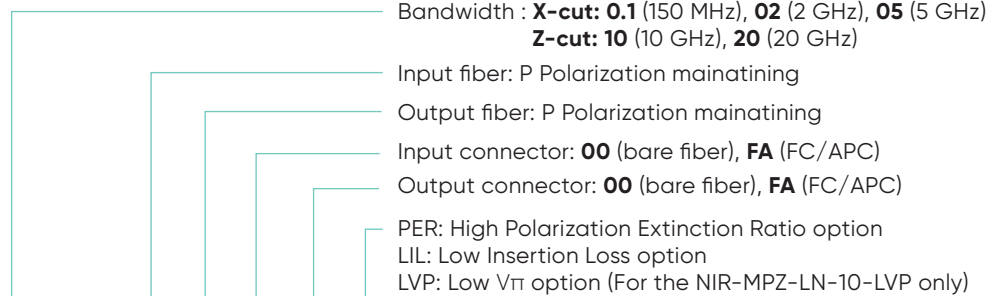 Bandwidth : X-cut: 0.1 (150 MHz), 02 (2 GHz), 05 (5 GHz)
Z-cut: 10 (10 GHz), 20 (20 GHz)
Input fiber: P Polarization mainatining
Output fiber: P Polarization mainatining
Input connector: 00 (bare fiber), FA (FC/APC)
Output connector: 00 (bare fiber), FA (FC/APC)
PER: High Polarization Extinction Ratio option
LIL: Low Insertion Loss option
LVP: Low Vπ option (For the NIR-MPZ-LN-10-LVP only)